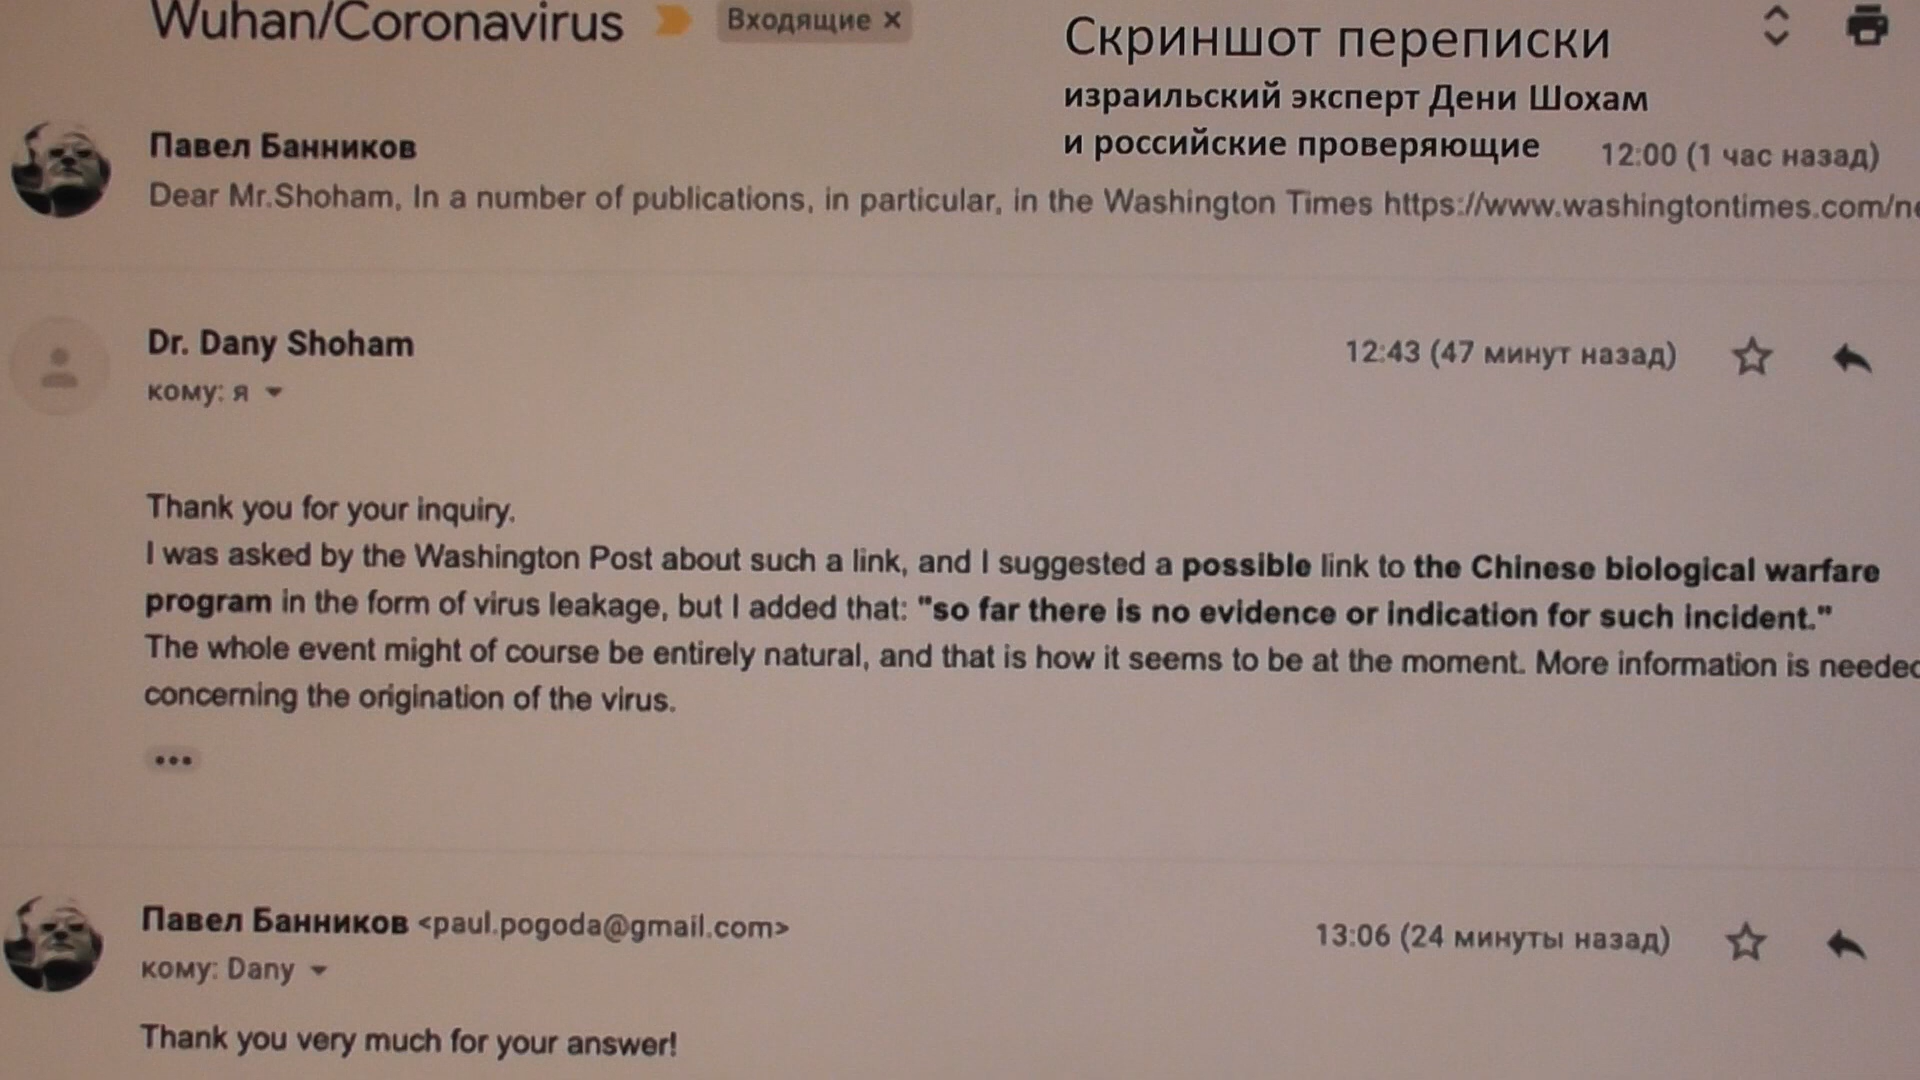 Wuhan/Coronavirus
Входящие ×
Скриншот переписки
израильский эксперт Дени Шохам
и российские проверяющие
Павел Банников
12:00 (1 час назад)
Dear Mr.Shoham, In a number of publications, in particular, in the Washington Times https://www.washingtontimes.com/ne
Dr. Dany Shoham
12:43 (47 минут назад)
кому: я
Thank you for your inquiry.
I was asked by the Washington Post about such a link, and I suggested a possible link to the Chinese biological warfare
program in the form of virus leakage, but I added that: "so far there is no evidence or indication for such incident."
The whole event might of course be entirely natural, and that is how it seems to be at the moment. More information is needed
concerning the origination of the virus.
•••
Павел Банников <paul.pogoda@gmail.com>
13:06 (24 минуты назад)
кому: Dany
Thank you very much for your answer!